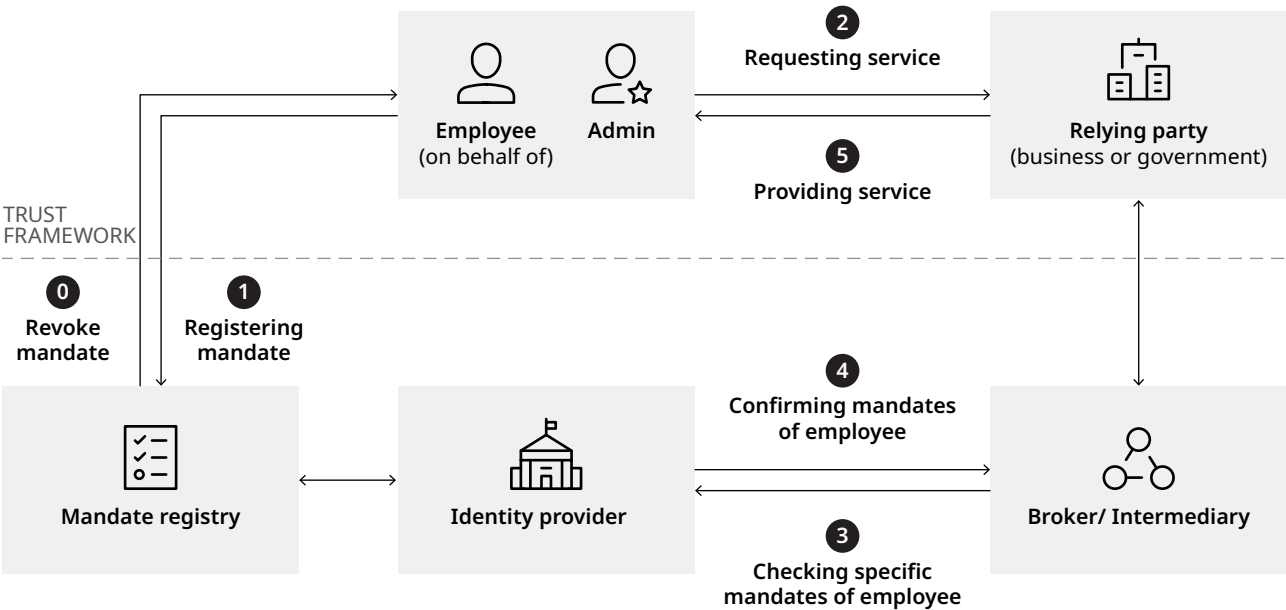 2
Requesting service
Employee
(on behalf of)
Admin
Relying party
(business or government)
5
Providing service
TRUST
FRAMEWORK
0
Revoke
mandate
1
Registering
mandate
4
Confirming mandates
of employee
Mandate registry
Identity provider
Broker/ Intermediary
3
Checking specific
mandates of employee